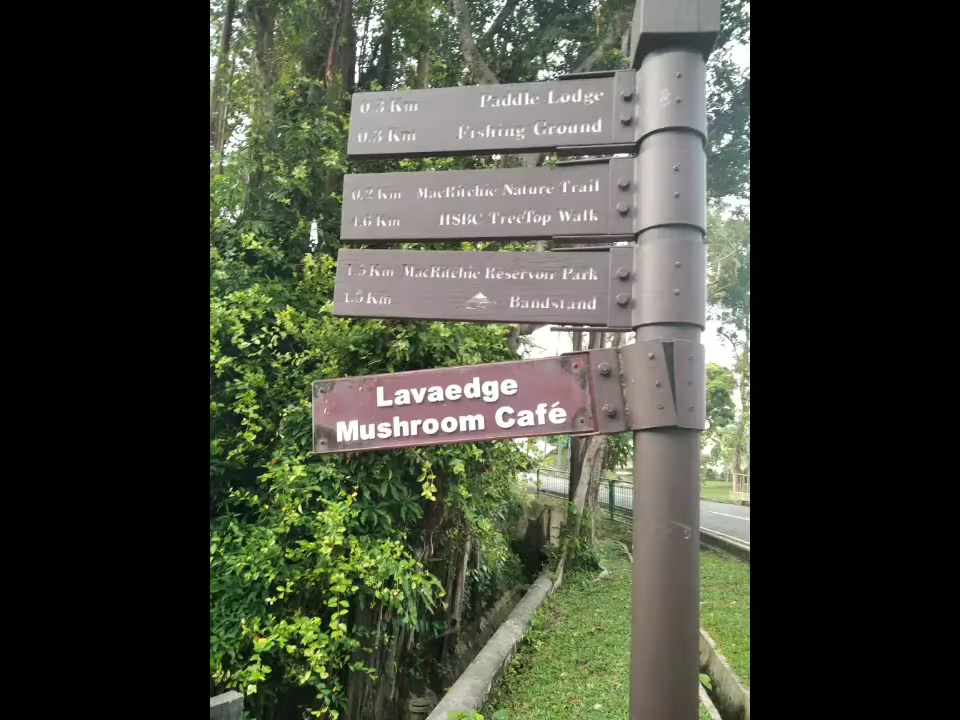 0.3 Km Paddle Lodge
0.3 Km Fishing Ground
0.2 Km MacRitchie Nature Trail
4.6 Km HSBC TreeTop Walk
1.5 Km MacRitchie Reservoir Park
1.5 Km Bandstand
Lavaedge
Mushroom Café